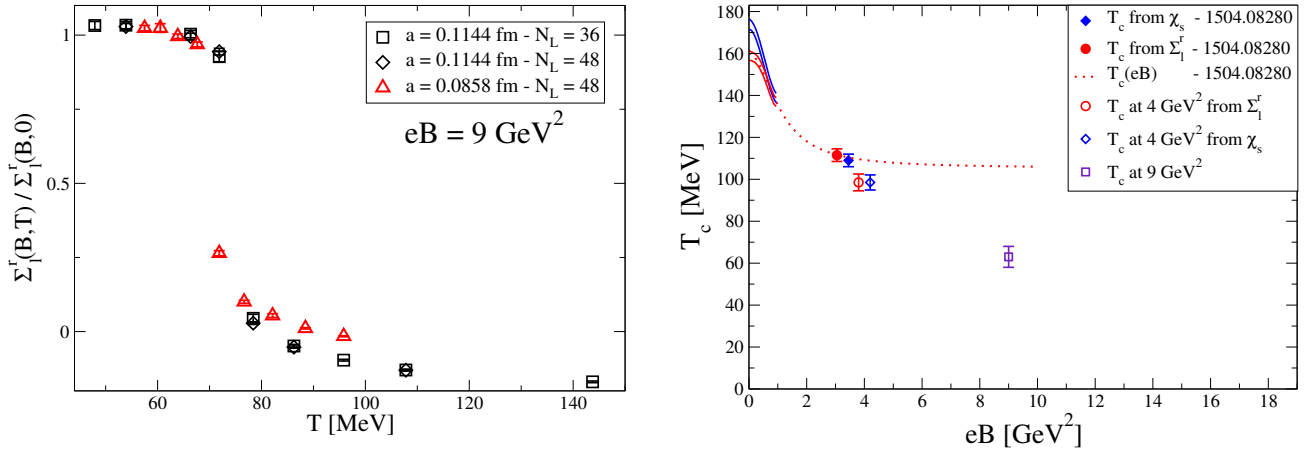 1
0.5
0
60
80
100
120
140
T [MeV]
Σ_l^r(B,T) / Σ_l^r(B,0)
a = 0.1144 fm - N_L = 36
a = 0.1144 fm - N_L = 48
a = 0.0858 fm - N_L = 48
eB = 9 GeV^2
180
160
140
120
100
80
60
40
20
0
0
2
4
6
8
10
12
14
16
18
eB [GeV^2]
T_c [MeV]
T_c from χ_s - 1504.08280
T_c from Σ_l^r - 1504.08280
T_c(eB) - 1504.08280
T_c at 4 GeV^2 from Σ_l^r
T_c at 4 GeV^2 from χ_s
T_c at 9 GeV^2